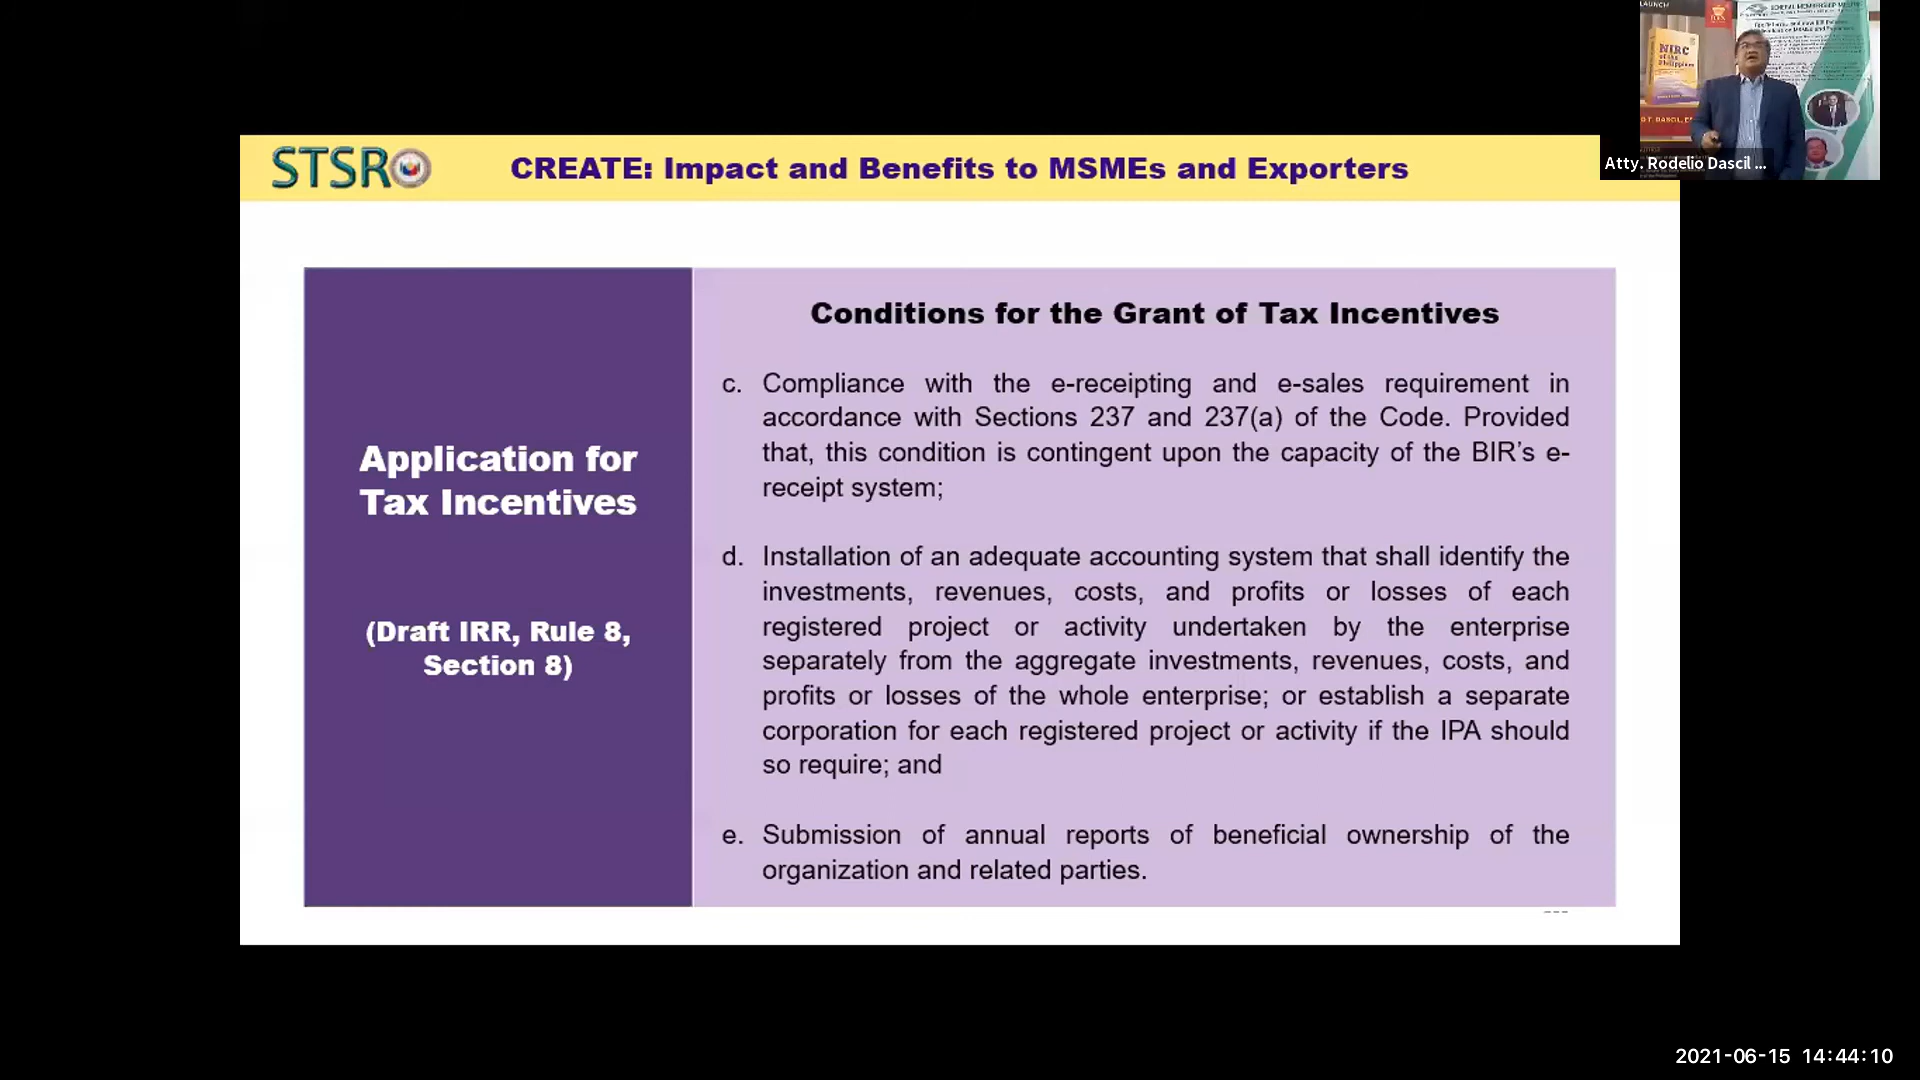 LAUNCH
NIRC
of the
Philippines
Atty. Rodelio Dascil ...
STSR
CREATE: Impact and Benefits to MSMEs and Exporters
Application for
Tax Incentives
(Draft IRR, Rule 8,
Section 8)
Conditions for the Grant of Tax Incentives
c. Compliance with the e-receipting and e-sales requirement in
accordance with Sections 237 and 237(a) of the Code. Provided
that, this condition is contingent upon the capacity of the BIR’s e-
receipt system;
d. Installation of an adequate accounting system that shall identify the
investments, revenues, costs, and profits or losses of each
registered project or activity undertaken by the enterprise
separately from the aggregate investments, revenues, costs, and
profits or losses of the whole enterprise; or establish a separate
corporation for each registered project or activity if the IPA should
so require; and
e. Submission of annual reports of beneficial ownership of the
organization and related parties.
2021-06-15 14:44:10